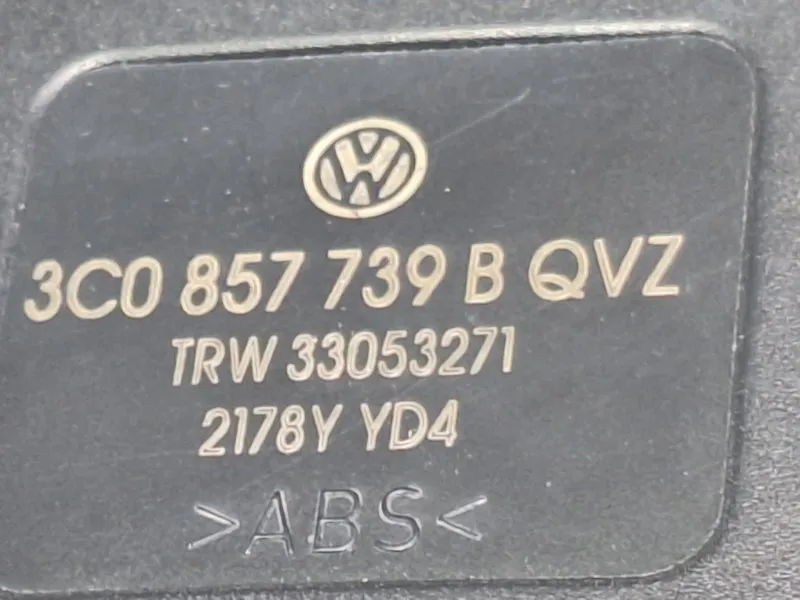 3C0 857 739 B QVZ
TRW 33053271
2178Y YD4
>ABS<